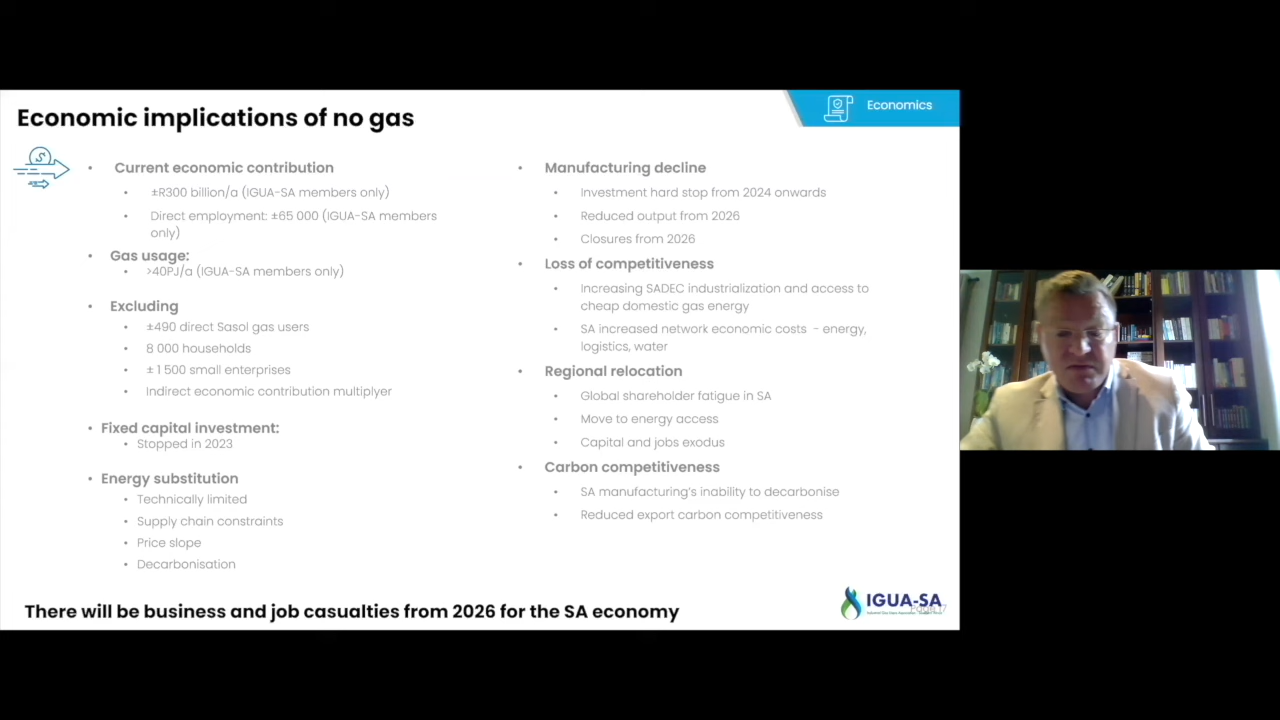 Economic implications of no gas
Economics
• Current economic contribution
• ±R300 billion/a (IGUA-SA members only)
• Direct employment: ±65 000 (IGUA-SA members
only)
• Gas usage:
• >40PJ/a (IGUA-SA members only)
• Excluding
• ±490 direct Sasol gas users
• 8 000 households
• ± 1 500 small enterprises
• Indirect economic contribution multiplyer
• Fixed capital investment:
• Stopped in 2023
• Energy substitution
• Technically limited
• Supply chain constraints
• Price slope
• Decarbonisation
• Manufacturing decline
• Investment hard stop from 2024 onwards
• Reduced output from 2026
• Closures from 2026
• Loss of competitiveness
• Increasing SADEC industrialization and access to
cheap domestic gas energy
• SA increased network economic costs - energy,
logistics, water
• Regional relocation
• Global shareholder fatigue in SA
• Move to energy access
• Capital and jobs exodus
• Carbon competitiveness
• SA manufacturing's inability to decarbonise
• Reduced export carbon competitiveness
There will be business and job casualties from 2026 for the SA economy
IGUA-SA